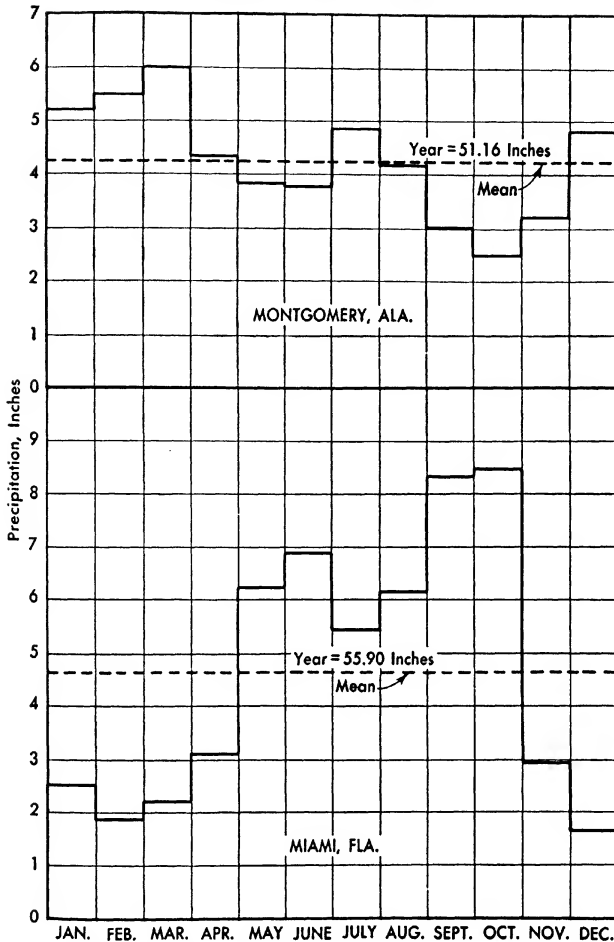 7
6
5
Year = 51.16 Inches
4
Mean
3
2
MONTGOMERY, ALA.
1
0
Precipitation, Inches
9
8
7
6
5
Year = 55.90 Inches
Mean
4
3
2
MIAMI, FLA.
1
0
JAN. FEB. MAR. APR. MAY JUNE JULY AUG. SEPT. OCT. NOV. DEC.